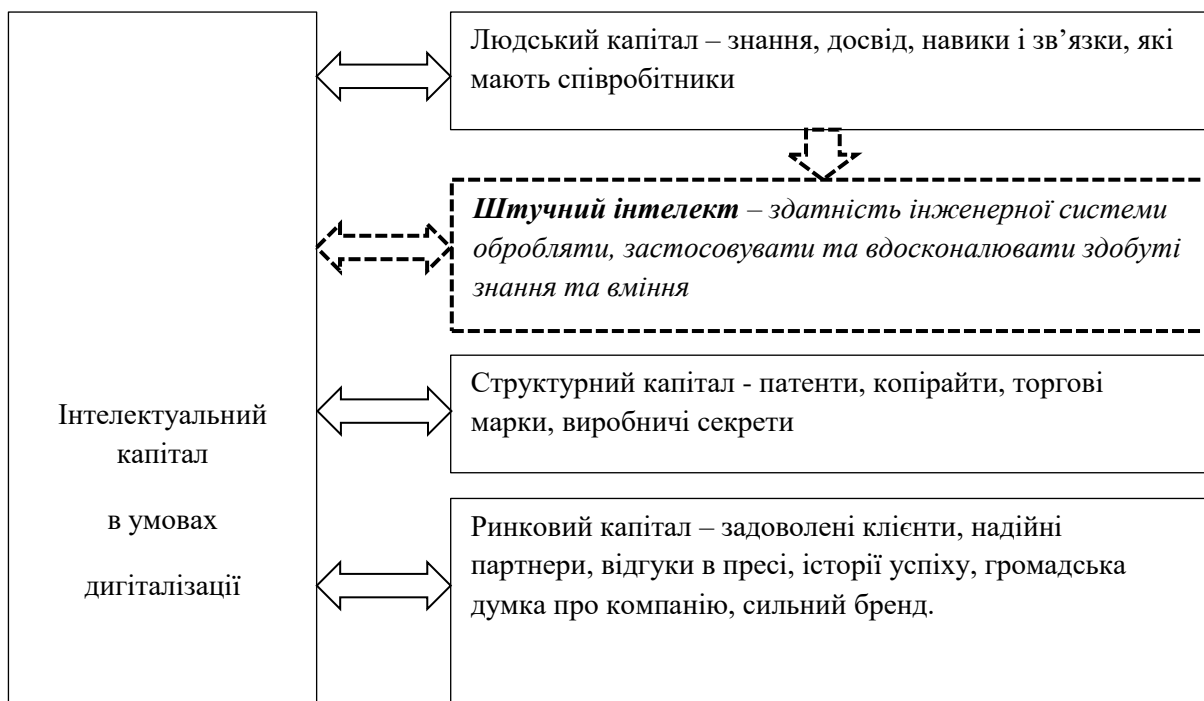 Людський капітал – знання, досвід, навики і зв’язки, які
мають співробітники
Штучний інтелект – здатність інженерної системи
обробляти, застосовувати та вдосконалювати здобуті
знання та вміння
Структурний капітал - патенти, копірайти, торгові
марки, виробничі секрети
Інтелектуальний
капітал
в умовах
дигіталізації
Ринковий капітал – задоволені клієнти, надійні
партнери, відгуки в пресі, історії успіху, громадська
думка про компанію, сильний бренд.